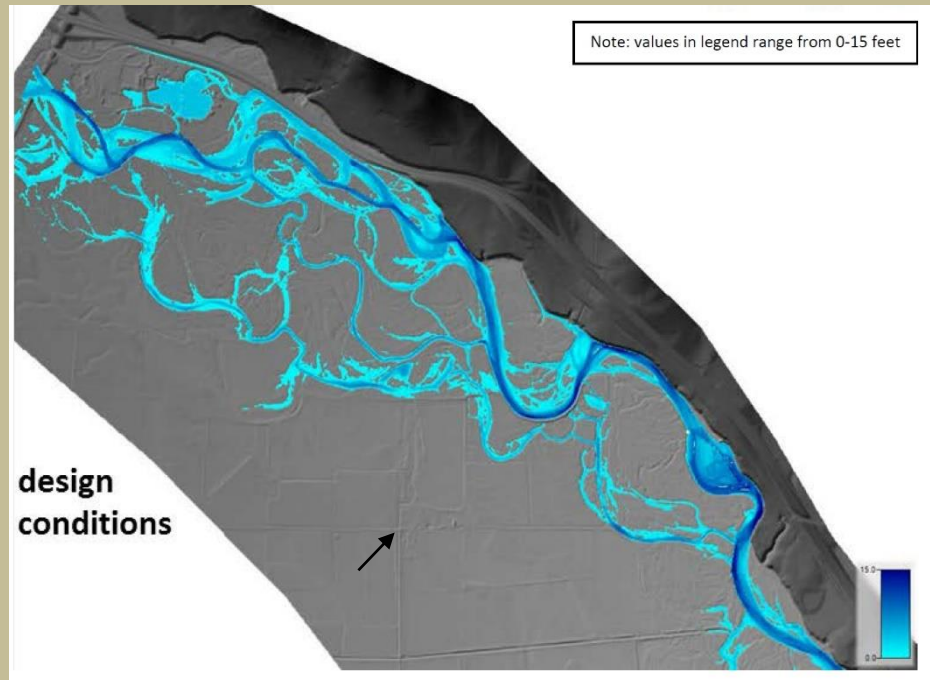 Note: values in legend range from 0-15 feet
design
conditions
15.0
0.0